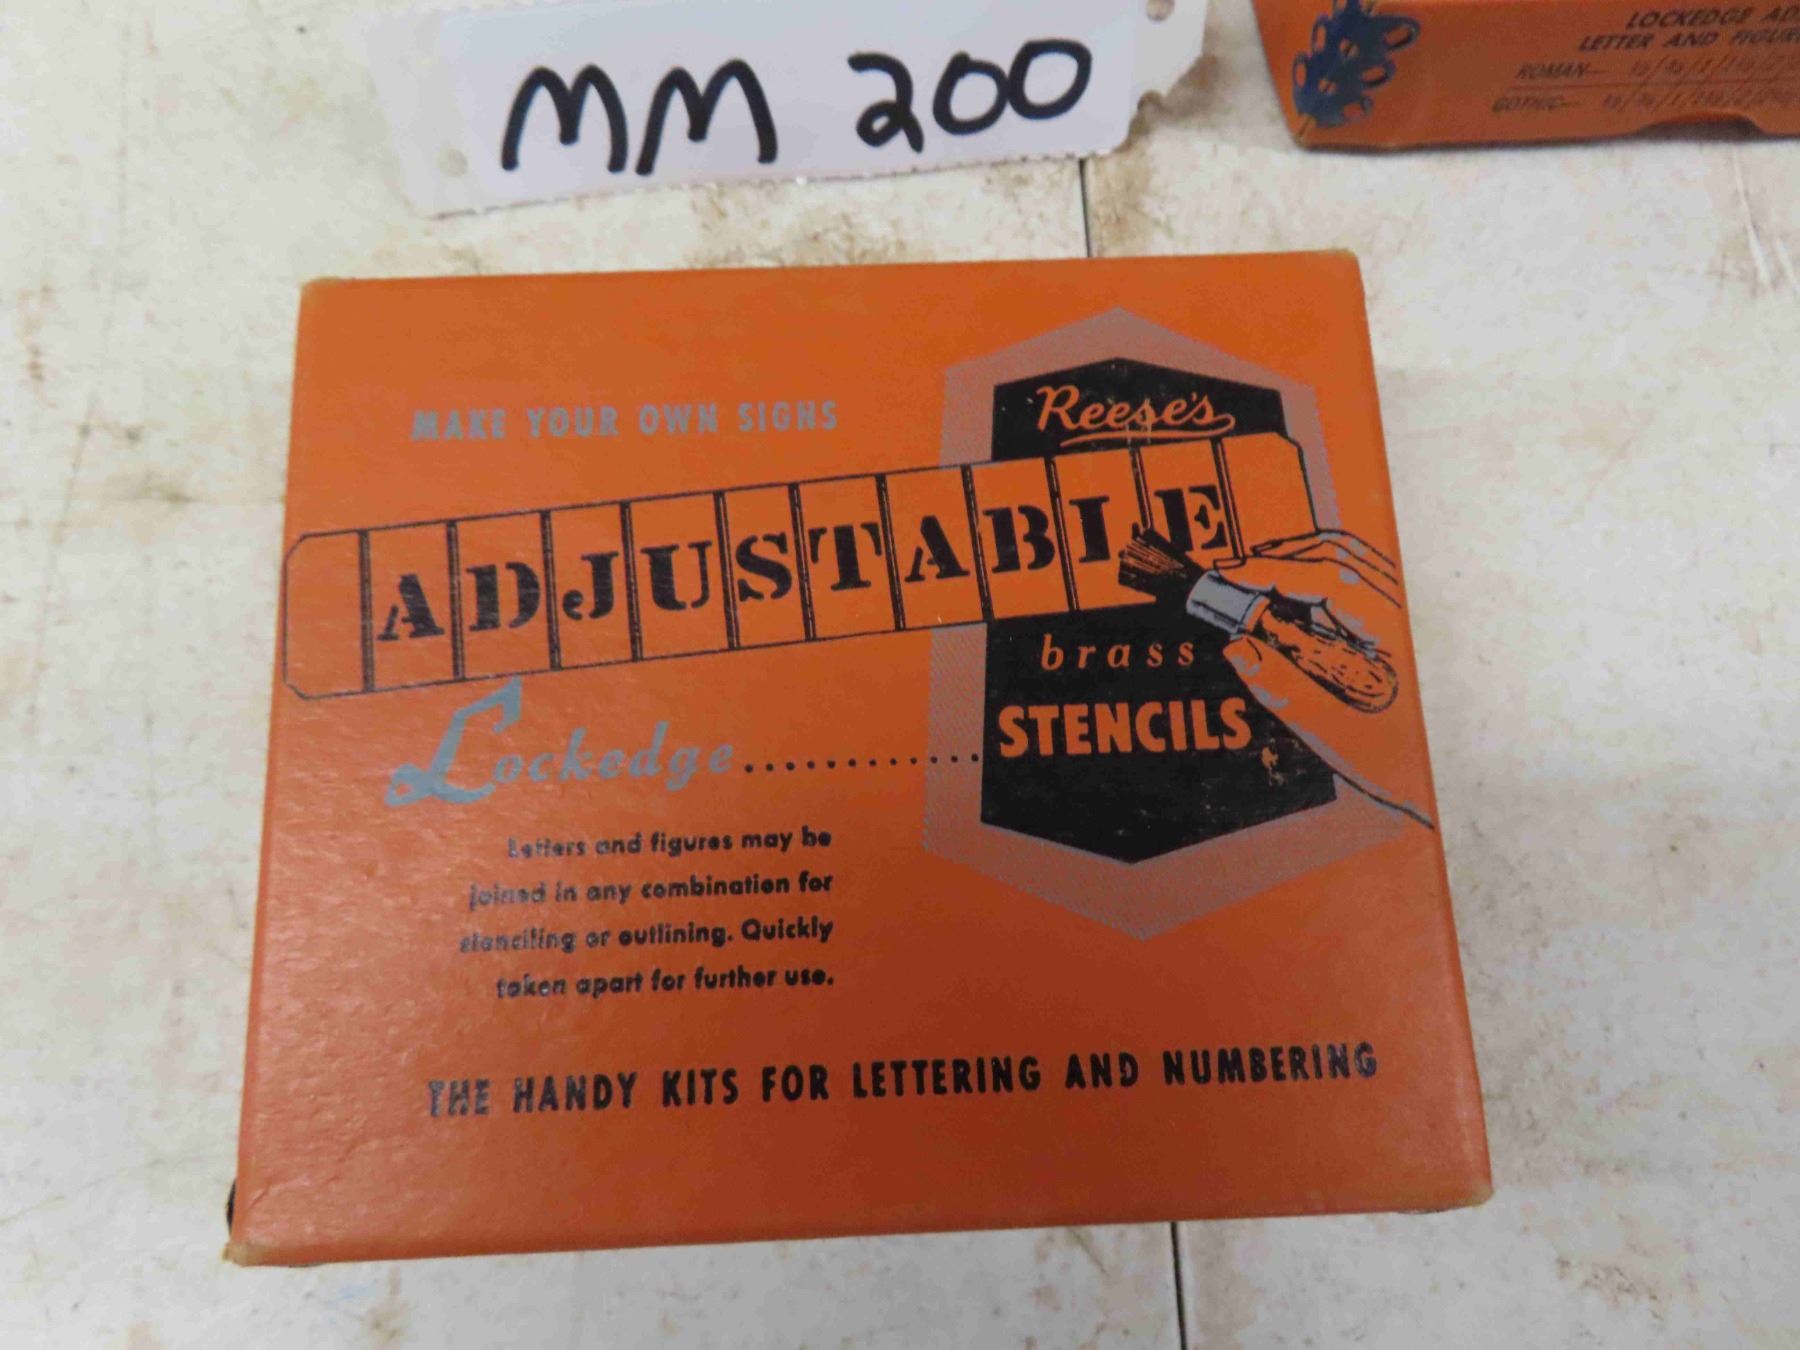 MM 200
LOCKEDGE
LETTER AND
ROMAN—
GOTHIC—
MAKE YOUR OWN SIGNS
Reese's
ADJUSTABLE
brass
Lockedge............STENCILS
Letters and figures may be
joined in any combination for
stenciling or outlining. Quickly
taken apart for further use.
THE HANDY KITS FOR LETTERING AND NUMBERING